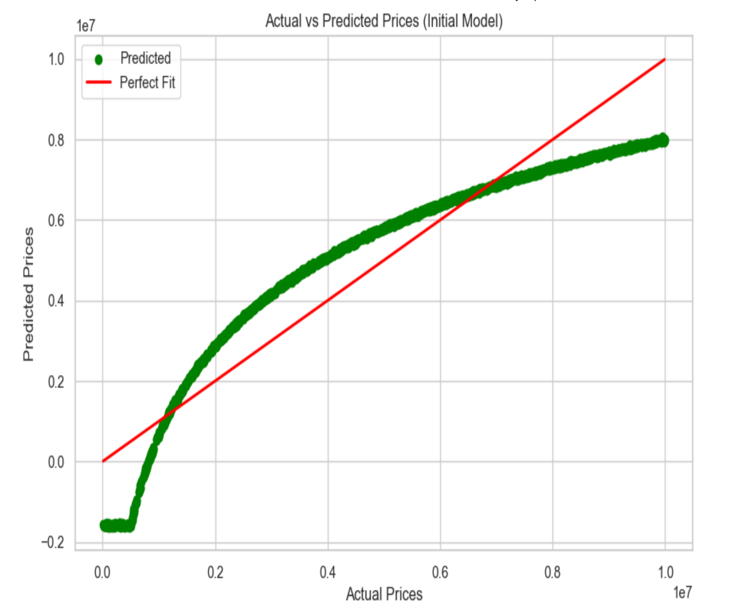 Actual vs Predicted Prices (Initial Model)
1e7
Predicted
Perfect Fit
1.0
0.8
0.6
0.4
0.2
0.0
−0.2
Predicted Prices
0.0 0.2 0.4 0.6 0.8 1.0
Actual Prices
1e7